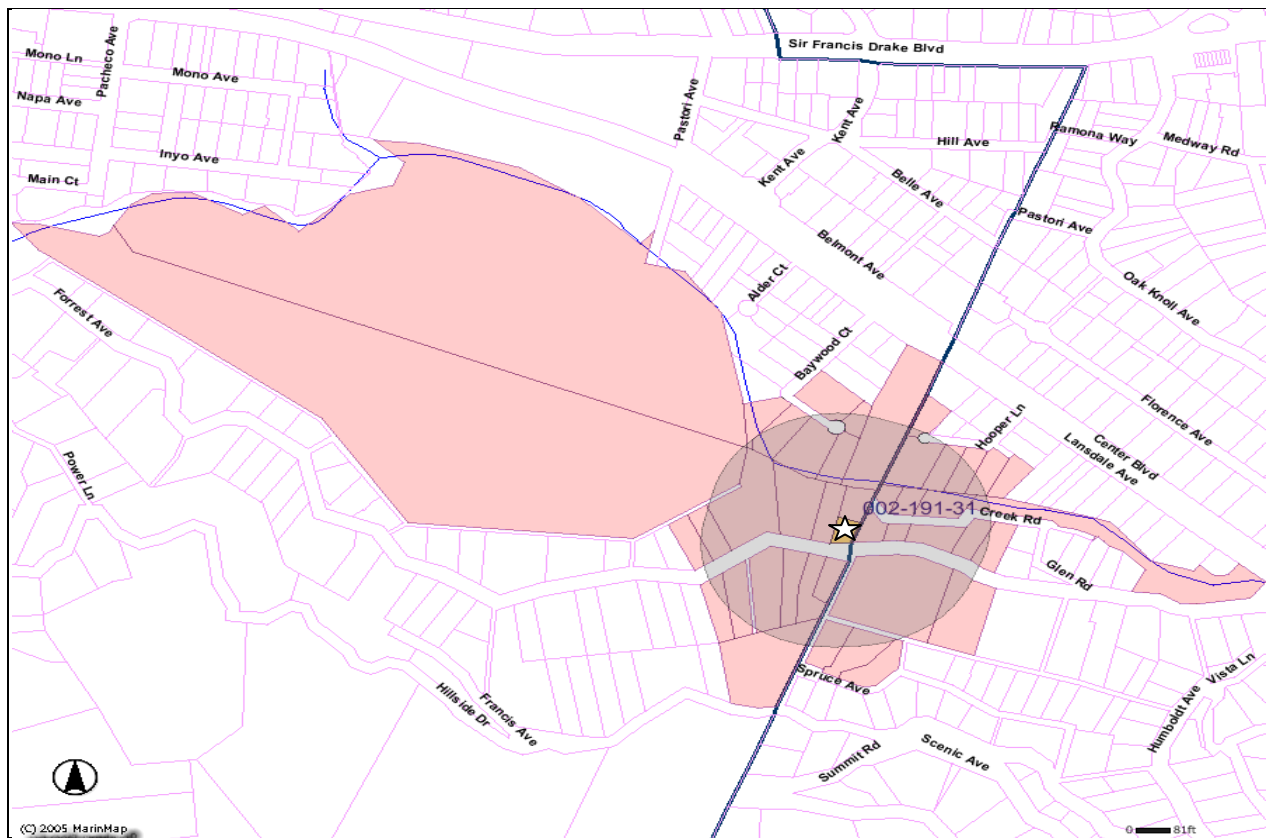 Sir Francis Drake Blvd
Mono Ln
Pacheco Ave
Mono Ave
Napa Ave
Inyo Ave
Main Ct
Pastori Ave
Kent Ave
Kent Ave
Hill Ave
Ramona Way
Medway Rd
Belle Ave
Pastori Ave
Belmont Ave
Oak Knoll Ave
Alder Ct
Baywood Ct
Forrest Ave
Florence Ave
Hooper Ln
Center Blvd
Lansdale Ave
Power Ln
002-191-31
Creek Rd
Glen Rd
Spruce Ave
Francis Ave
Hillside Dr
Vista Ln
Humboldt Ave
Scenic Ave
Summit Rd
(C) 2005 MarinMap
0 81ft